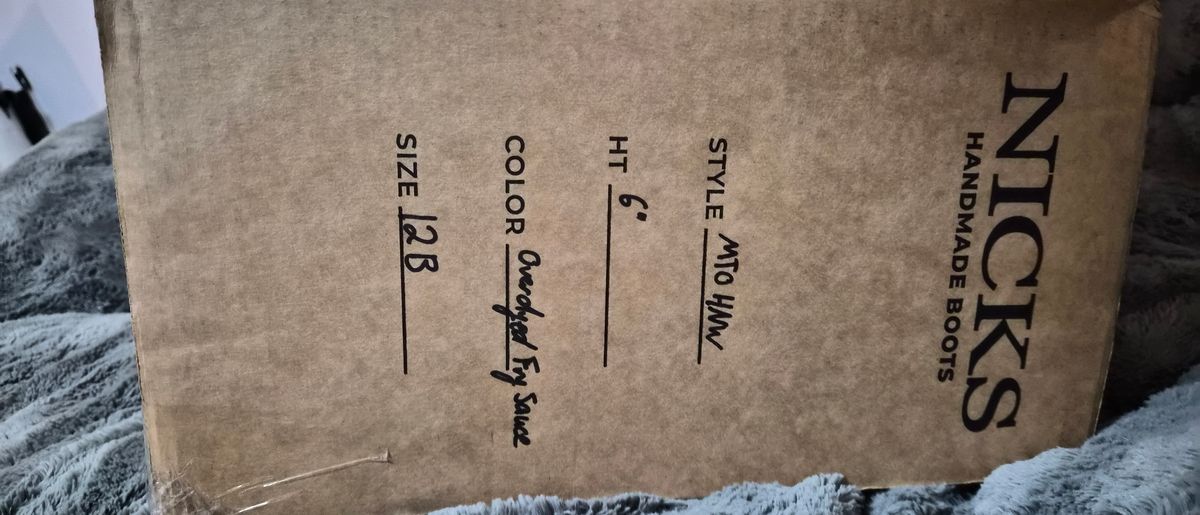 NICKS
HANDMADE BOOTS
STYLE MTO HNW
HT 6"
COLOR Overdyed Fry Sauce
SIZE 12B